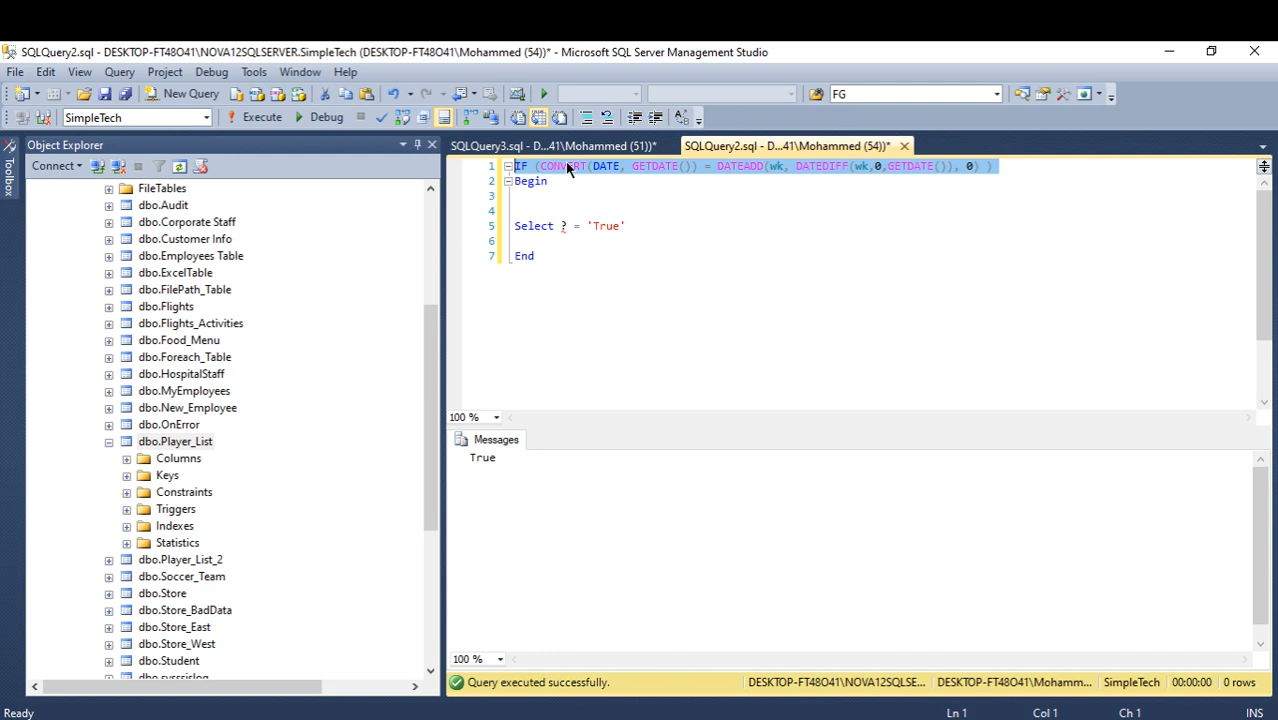 SQLQuery2.sql - DESKTOP-FT48O41\NOVA12SQLSERVER.SimpleTech (DESKTOP-FT48O41\Mohammed (54))* - Microsoft SQL Server Management Studio
File Edit View Query Project Debug Tools Window Help
New Query FG
SimpleTech Execute Debug
Toolbox
Object Explorer
Connect
FileTables
dbo.Audit
dbo.Corporate Staff
dbo.Customer Info
dbo.Employees Table
dbo.ExcelTable
dbo.FilePath_Table
dbo.Flights
dbo.Flights_Activities
dbo.Food_Menu
dbo.Foreach_Table
dbo.HospitalStaff
dbo.MyEmployees
dbo.New_Employee
dbo.OnError
dbo.Player_List
Columns
Keys
Constraints
Triggers
Indexes
Statistics
dbo.Player_List_2
dbo.Soccer_Team
dbo.Store
dbo.Store_BadData
dbo.Store_East
dbo.Store_West
dbo.Student
SQLQuery3.sql - D...41\Mohammed (51))* SQLQuery2.sql - D...41\Mohammed (54))*
1 IF (CONVERT(DATE, GETDATE()) = DATEADD(wk, DATEDIFF(wk,0,GETDATE()), 0) )
2 Begin
3
4
5 Select ? = 'True'
6
7 End
100 %
Messages
True
100 %
Query executed successfully. DESKTOP-FT48O41\NOVA12SQLSE... DESKTOP-FT48O41\Mohamm... SimpleTech 00:00:00 0 rows
Ready Ln 1 Col 1 Ch 1 INS